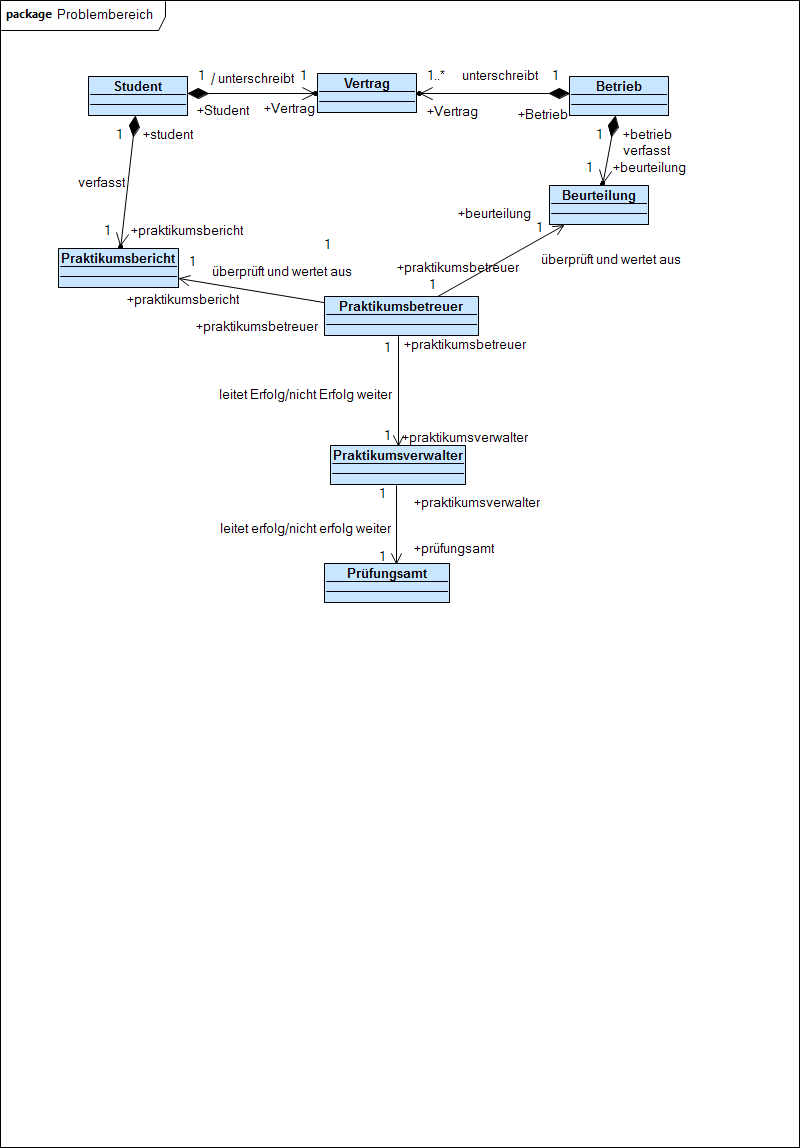 package Problembereich
Student
1
/ unterschreibt
1
+Student
+Vertrag
Vertrag
1..*
unterschreibt
1
+Vertrag
+Betrieb
Betrieb
1
+student
verfasst
1
+praktikumsbericht
1
+betrieb
verfasst
1
+beurteilung
Beurteilung
+beurteilung
1
Praktikumsbericht
1
1
überprüft und wertet aus
+praktikumsbericht
+praktikumsbetreuer
+praktikumsbetreuer
1
überprüft und wertet aus
Praktikumsbetreuer
1
+praktikumsbetreuer
leitet Erfolg/nicht Erfolg weiter
1
+praktikumsverwalter
Praktikumsverwalter
1
+praktikumsverwalter
leitet erfolg/nicht erfolg weiter
1
+prüfungsamt
Prüfungsamt